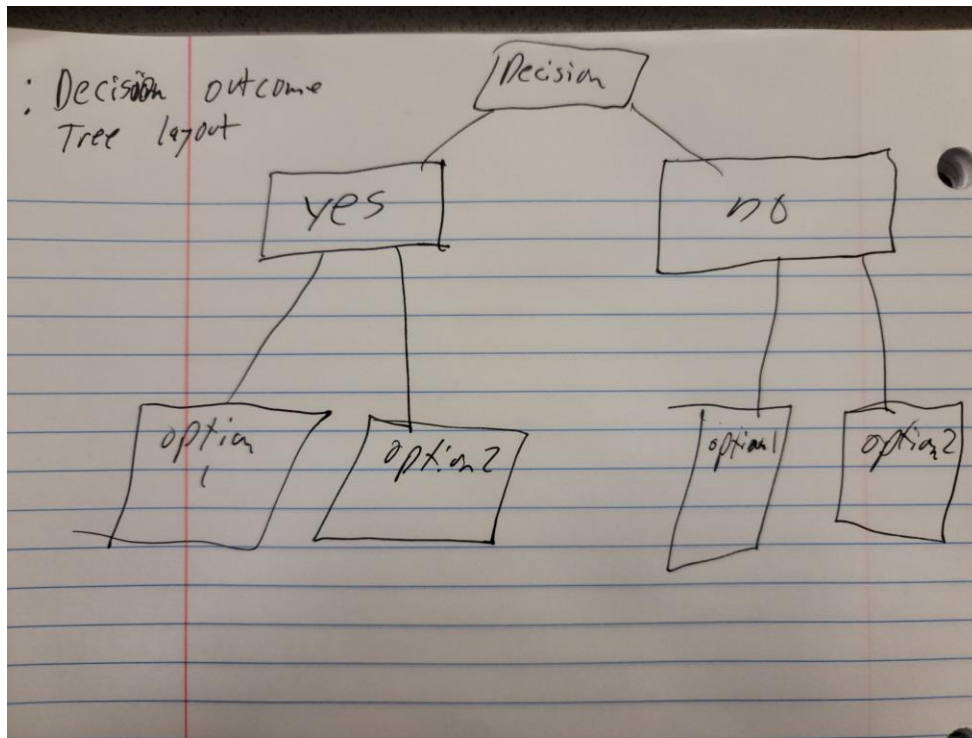 : Decision outcome
Tree layout
Decision
yes
no
option
1
option2
option1
option2